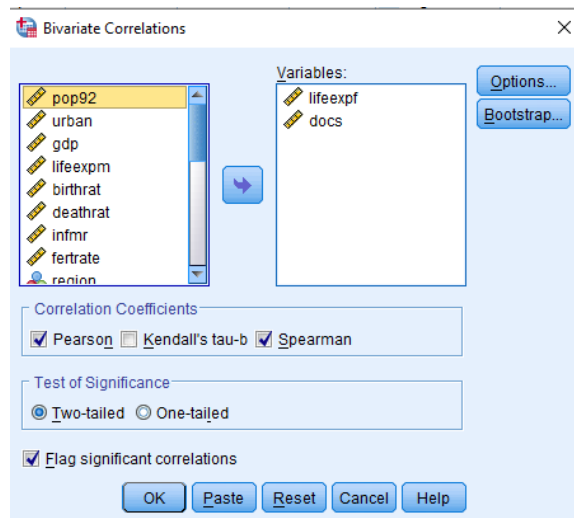 Bivariate Correlations
Variables:
pop92
urban
gdp
lifeexpm
birthrat
deathrat
infmr
fertrate
region
lifeexpf
docs
Options...
Bootstrap...
Correlation Coefficients
Pearson Kendall's tau-b Spearman
Test of Significance
Two-tailed One-tailed
Flag significant correlations
OK Paste Reset Cancel Help